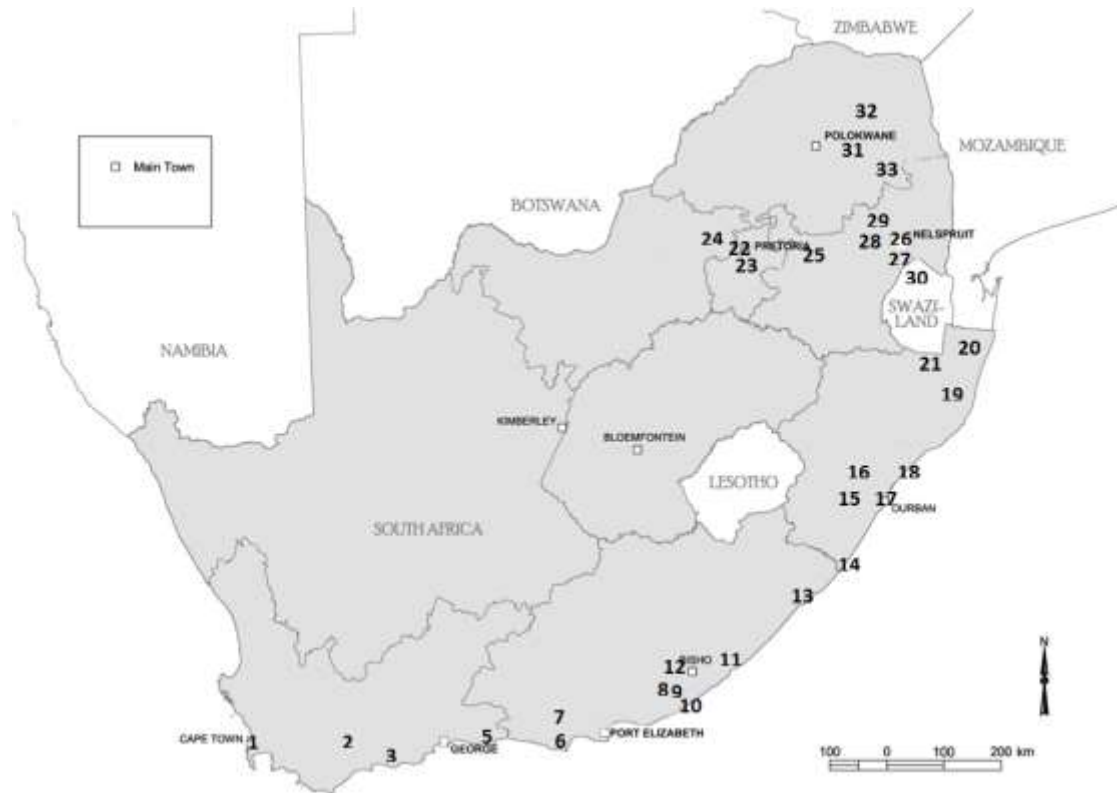 ZIMBABWE
32
POLOKWANE
31
MOZAMBIQUE
33
Main Town
BOTSWANA
29
24
26 NELSPRUIT
22 PRETORIA
28
25
23
27
30
SWAZI-
LAND
NAMIBIA
20
21
19
KIMBERLEY
BLOEMFONTEIN
LESOTHO
16
18
15
17
OURBAN
SOUTH AFRICA
14
13
N
12
BISHO
11
8
9
10
7
CAPE TOWN
1
2
3
GEORGE
5
6
PORT ELIZABETH
100 0 100 200 km